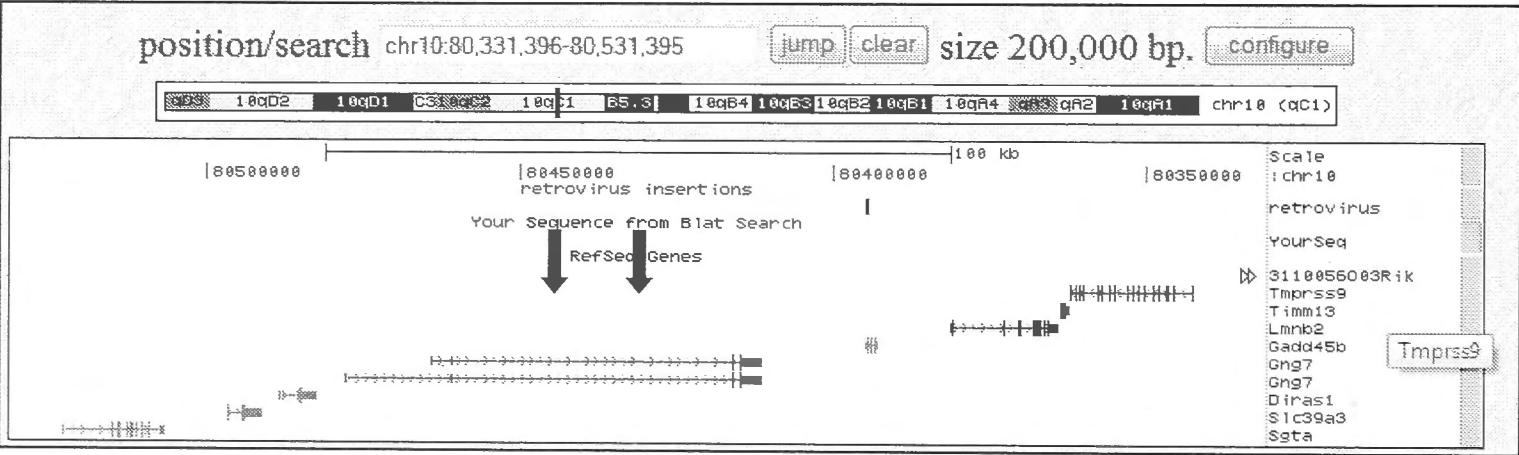 position/search chr10:80,331,396-80,531,395 jump clear size 200,000 bp. configure
qD3 10qD2 10qD1 C3 10qC2 10qC1 B5.3 10qB4 10qB3 10qB2 10qB1 10qA4 qA3 qA2 10qA1 chr10 (qC1)
100 kb Scale
|80500000 |80450000 |80400000 |80350000 :chr10
retrovirus insertions
retrovirus
Your Sequence from Blat Search
YourSeq
RefSeq Genes
3110056O03Rik
Tmprss9
Timm13
Lmnb2
Gadd45b
Tmprss9
Gng7
Gng7
Diras1
Slc39a3
Sgta